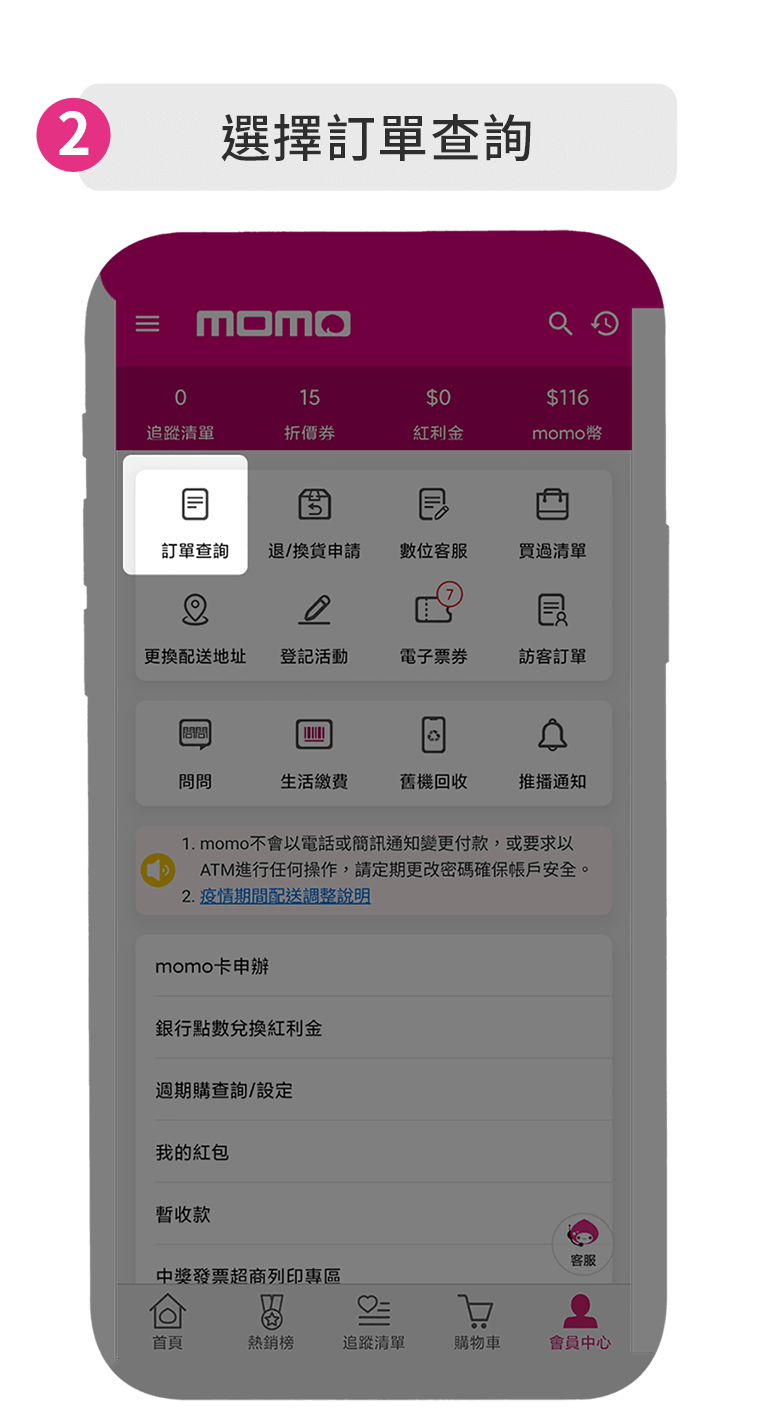 2
選擇訂單查詢
momo
0 15 $0 $116
追蹤清單 折價券 紅利金 momo幣
訂單查詢 退/換貨申請 數位客服 買過清單
7
更換配送地址 登記活動 電子票券 訪客訂單
問問
問問 生活繳費 舊機回收 推播通知
1. momo不會以電話或簡訊通知變更付款，或要求以
ATM進行任何操作，請定期更改密碼確保帳戶安全。
2. 疫情期間配送調整說明
momo卡申辦
銀行點數兌換紅利金
週期購查詢/設定
我的紅包
暫收款
客服
中獎發票超商列印專區
首頁 熱銷榜 追蹤清單 購物車 會員中心